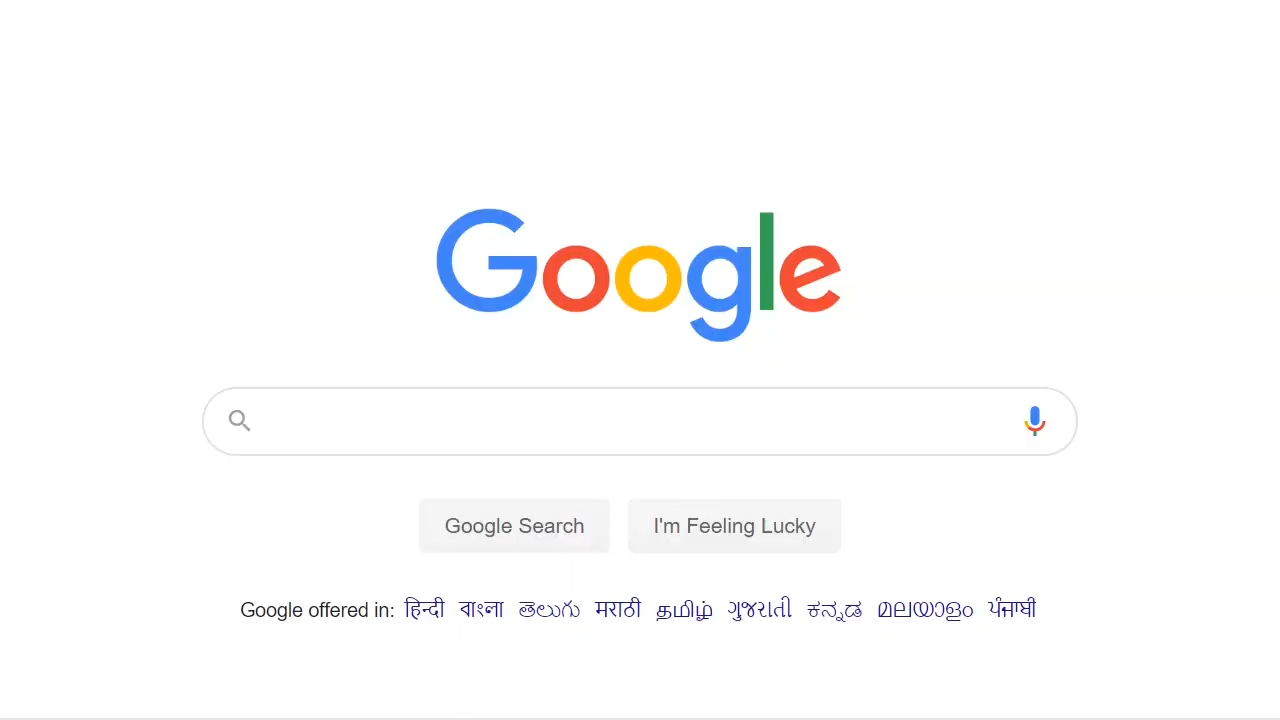 Google
Google Search I'm Feeling Lucky
Google offered in: हिन्दी বাংলা తెలుగు मराठी தமிழ் ગુજરાતી ಕನ್ನಡ മലയാളം ਪੰਜਾਬੀ